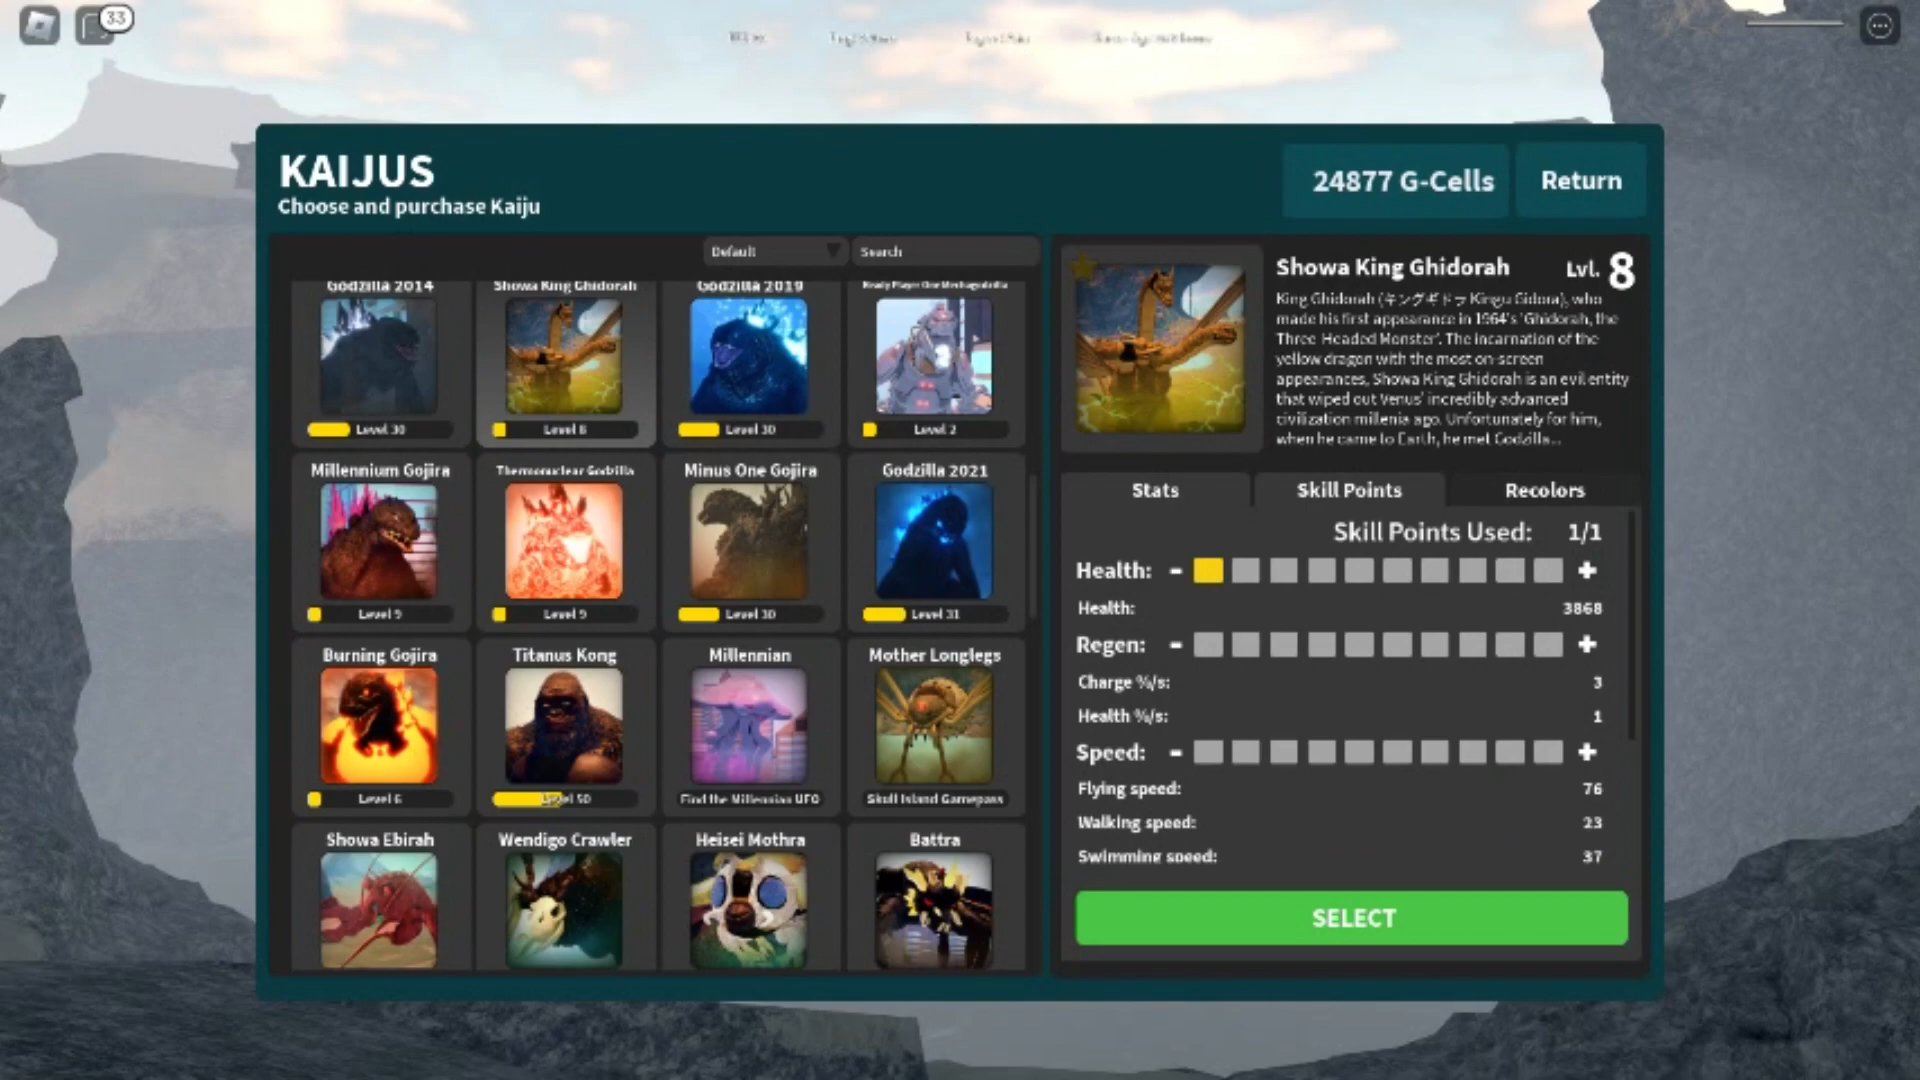 33
KAIJUS
Choose and purchase Kaiju
24877 G-Cells
Return
Default
Search
Godzilla 2014
Showa King Ghidorah
Godzilla 2019
Ready Player One Mechagodzilla
Level 30
Level 8
Level 30
Level 2
Millennium Gojira
Thermonuclear Godzilla
Minus One Gojira
Godzilla 2021
Level 9
Level 9
Level 30
Level 31
Burning Gojira
Titanus Kong
Millennian
Mother Longlegs
Level 6
Level 50
Find the Millennian UFO
Skull Island Gamepass
Showa Ebirah
Wendigo Crawler
Heisei Mothra
Battra
Showa King Ghidorah
Lvl. 8
King Ghidorah (キングギドラ Kingu Gidora), who
made his first appearance in 1964's 'Ghidorah, the
Three-Headed Monster'. The incarnation of the
yellow dragon with the most on-screen
appearances, Showa King Ghidorah is an evil entity
that wiped out Venus' incredibly advanced
civilization millenia ago. Unfortunately for him,
when he came to Earth, he met Godzilla...
Stats
Skill Points
Recolors
Skill Points Used: 1/1
Health: - +
Health: 3868
Regen: - +
Charge %/s: 3
Health %/s: 1
Speed: - +
Flying speed: 76
Walking speed: 23
Swimming speed: 37
SELECT